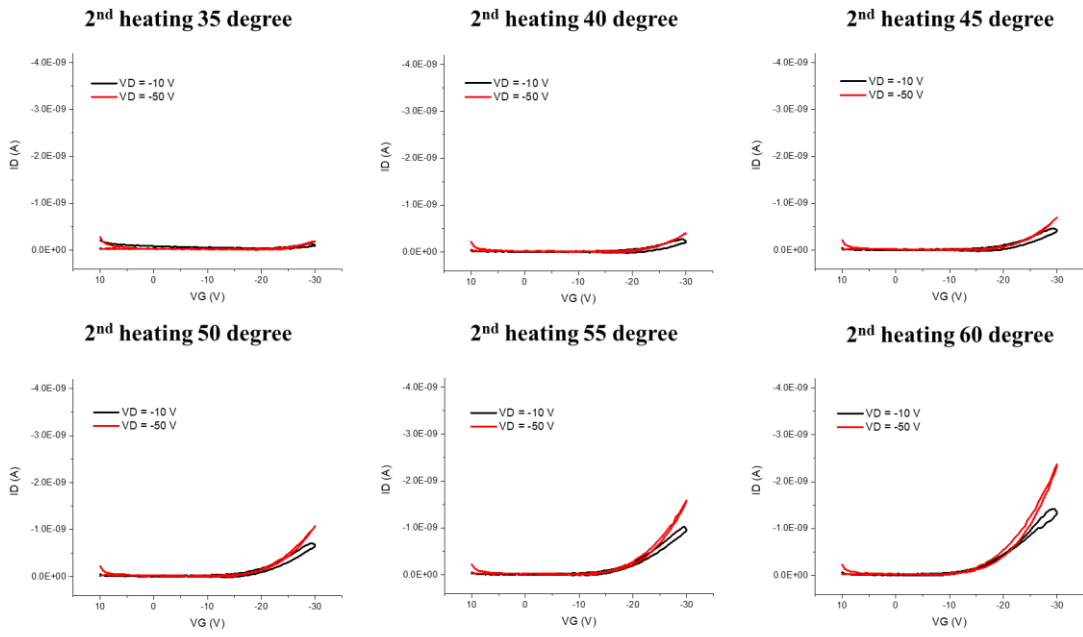 2nd heating 35 degree
2nd heating 40 degree
2nd heating 45 degree
-4.0E-09
-3.0E-09
-2.0E-09
-1.0E-09
0.0E+00
ID (A)
VD = -10 V
VD = -50 V
10
0
-10
-20
-30
VG (V)
-4.0E-09
-3.0E-09
-2.0E-09
-1.0E-09
0.0E+00
ID (A)
VD = -10 V
VD = -50 V
10
0
-10
-20
-30
VG (V)
-4.0E-09
-3.0E-09
-2.0E-09
-1.0E-09
0.0E+00
ID (A)
VD = -10 V
VD = -50 V
10
0
-10
-20
-30
VG (V)
2nd heating 50 degree
2nd heating 55 degree
2nd heating 60 degree
-4.0E-09
-3.0E-09
-2.0E-09
-1.0E-09
0.0E+00
ID (A)
VD = -10 V
VD = -50 V
10
0
-10
-20
-30
VG (V)
-4.0E-09
-3.0E-09
-2.0E-09
-1.0E-09
0.0E+00
ID (A)
VD = -10 V
VD = -50 V
10
0
-10
-20
-30
VG (V)
-4.0E-09
-3.0E-09
-2.0E-09
-1.0E-09
0.0E+00
ID (A)
VD = -10 V
VD = -50 V
10
0
-10
-20
-30
VG (V)